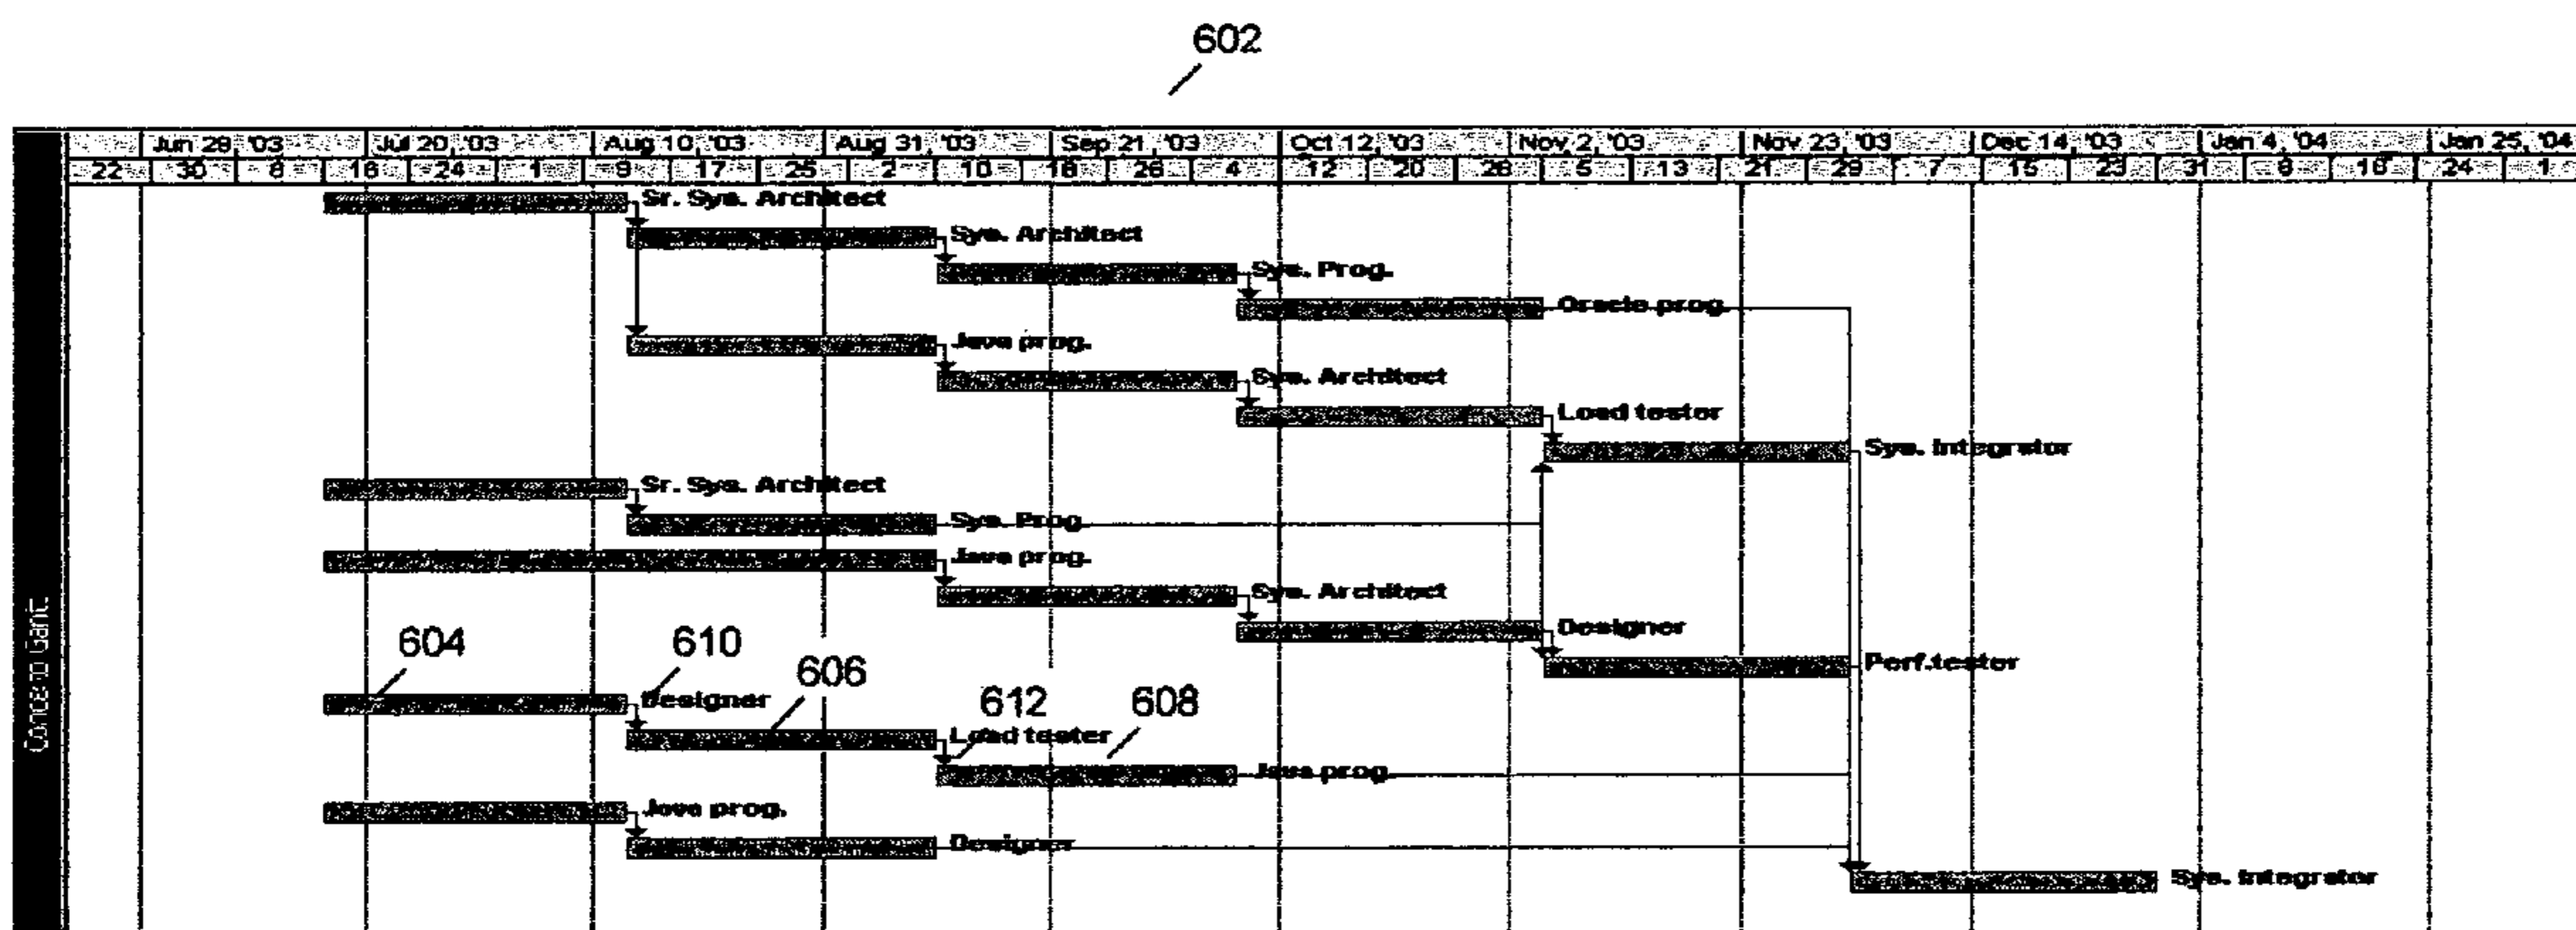 602
Jun 29, '03 Jul 20, '03 Aug 10, '03 Aug 31, '03 Sep 21, '03 Oct 12, '03 Nov 2, '03 Nov 23, '03 Dec 14, '03 Jan 4, '04 Jan 25, '04
22 30 8 16 24 1 9 17 25 2 10 18 26 4 12 20 28 5 13 21 29 7 15 23 31 8 16 24 1
Sr. Sys. Architect
Sys. Architect
Sys. Prog.
Oracle prog.
Java prog.
Sys. Architect
Load tester
Sys. Integrator
Sr. Sys. Architect
Sys. Prog.
Java prog.
Sys. Architect
Designer
Perf.tester
604
610
Designer
606
Load tester
612
608
Java prog.
Java prog.
Designer
Sys. Integrator
Concerto Gantt